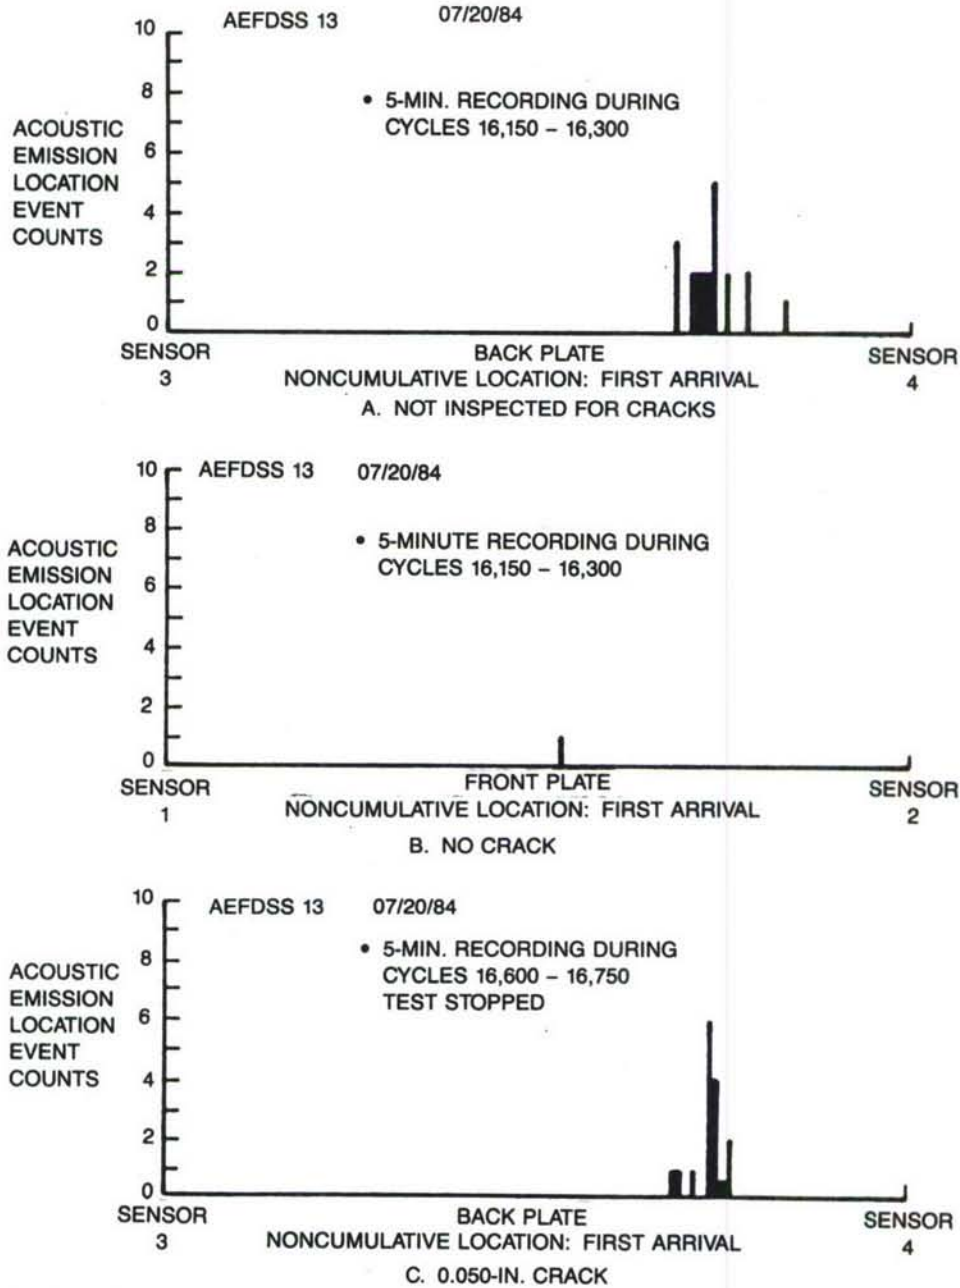 AEFDSS 13 07/20/84
10
8
6
4
2
0
ACOUSTIC
EMISSION
LOCATION
EVENT
COUNTS
• 5-MIN. RECORDING DURING
CYCLES 16,150 – 16,300
SENSOR BACK PLATE SENSOR
3 NONCUMULATIVE LOCATION: FIRST ARRIVAL 4
A. NOT INSPECTED FOR CRACKS
AEFDSS 13 07/20/84
10
8
6
4
2
0
ACOUSTIC
EMISSION
LOCATION
EVENT
COUNTS
• 5-MINUTE RECORDING DURING
CYCLES 16,150 – 16,300
SENSOR FRONT PLATE SENSOR
1 NONCUMULATIVE LOCATION: FIRST ARRIVAL 2
B. NO CRACK
AEFDSS 13 07/20/84
10
8
6
4
2
0
ACOUSTIC
EMISSION
LOCATION
EVENT
COUNTS
• 5-MIN. RECORDING DURING
CYCLES 16,600 – 16,750
TEST STOPPED
SENSOR BACK PLATE SENSOR
3 NONCUMULATIVE LOCATION: FIRST ARRIVAL 4
C. 0.050-IN. CRACK